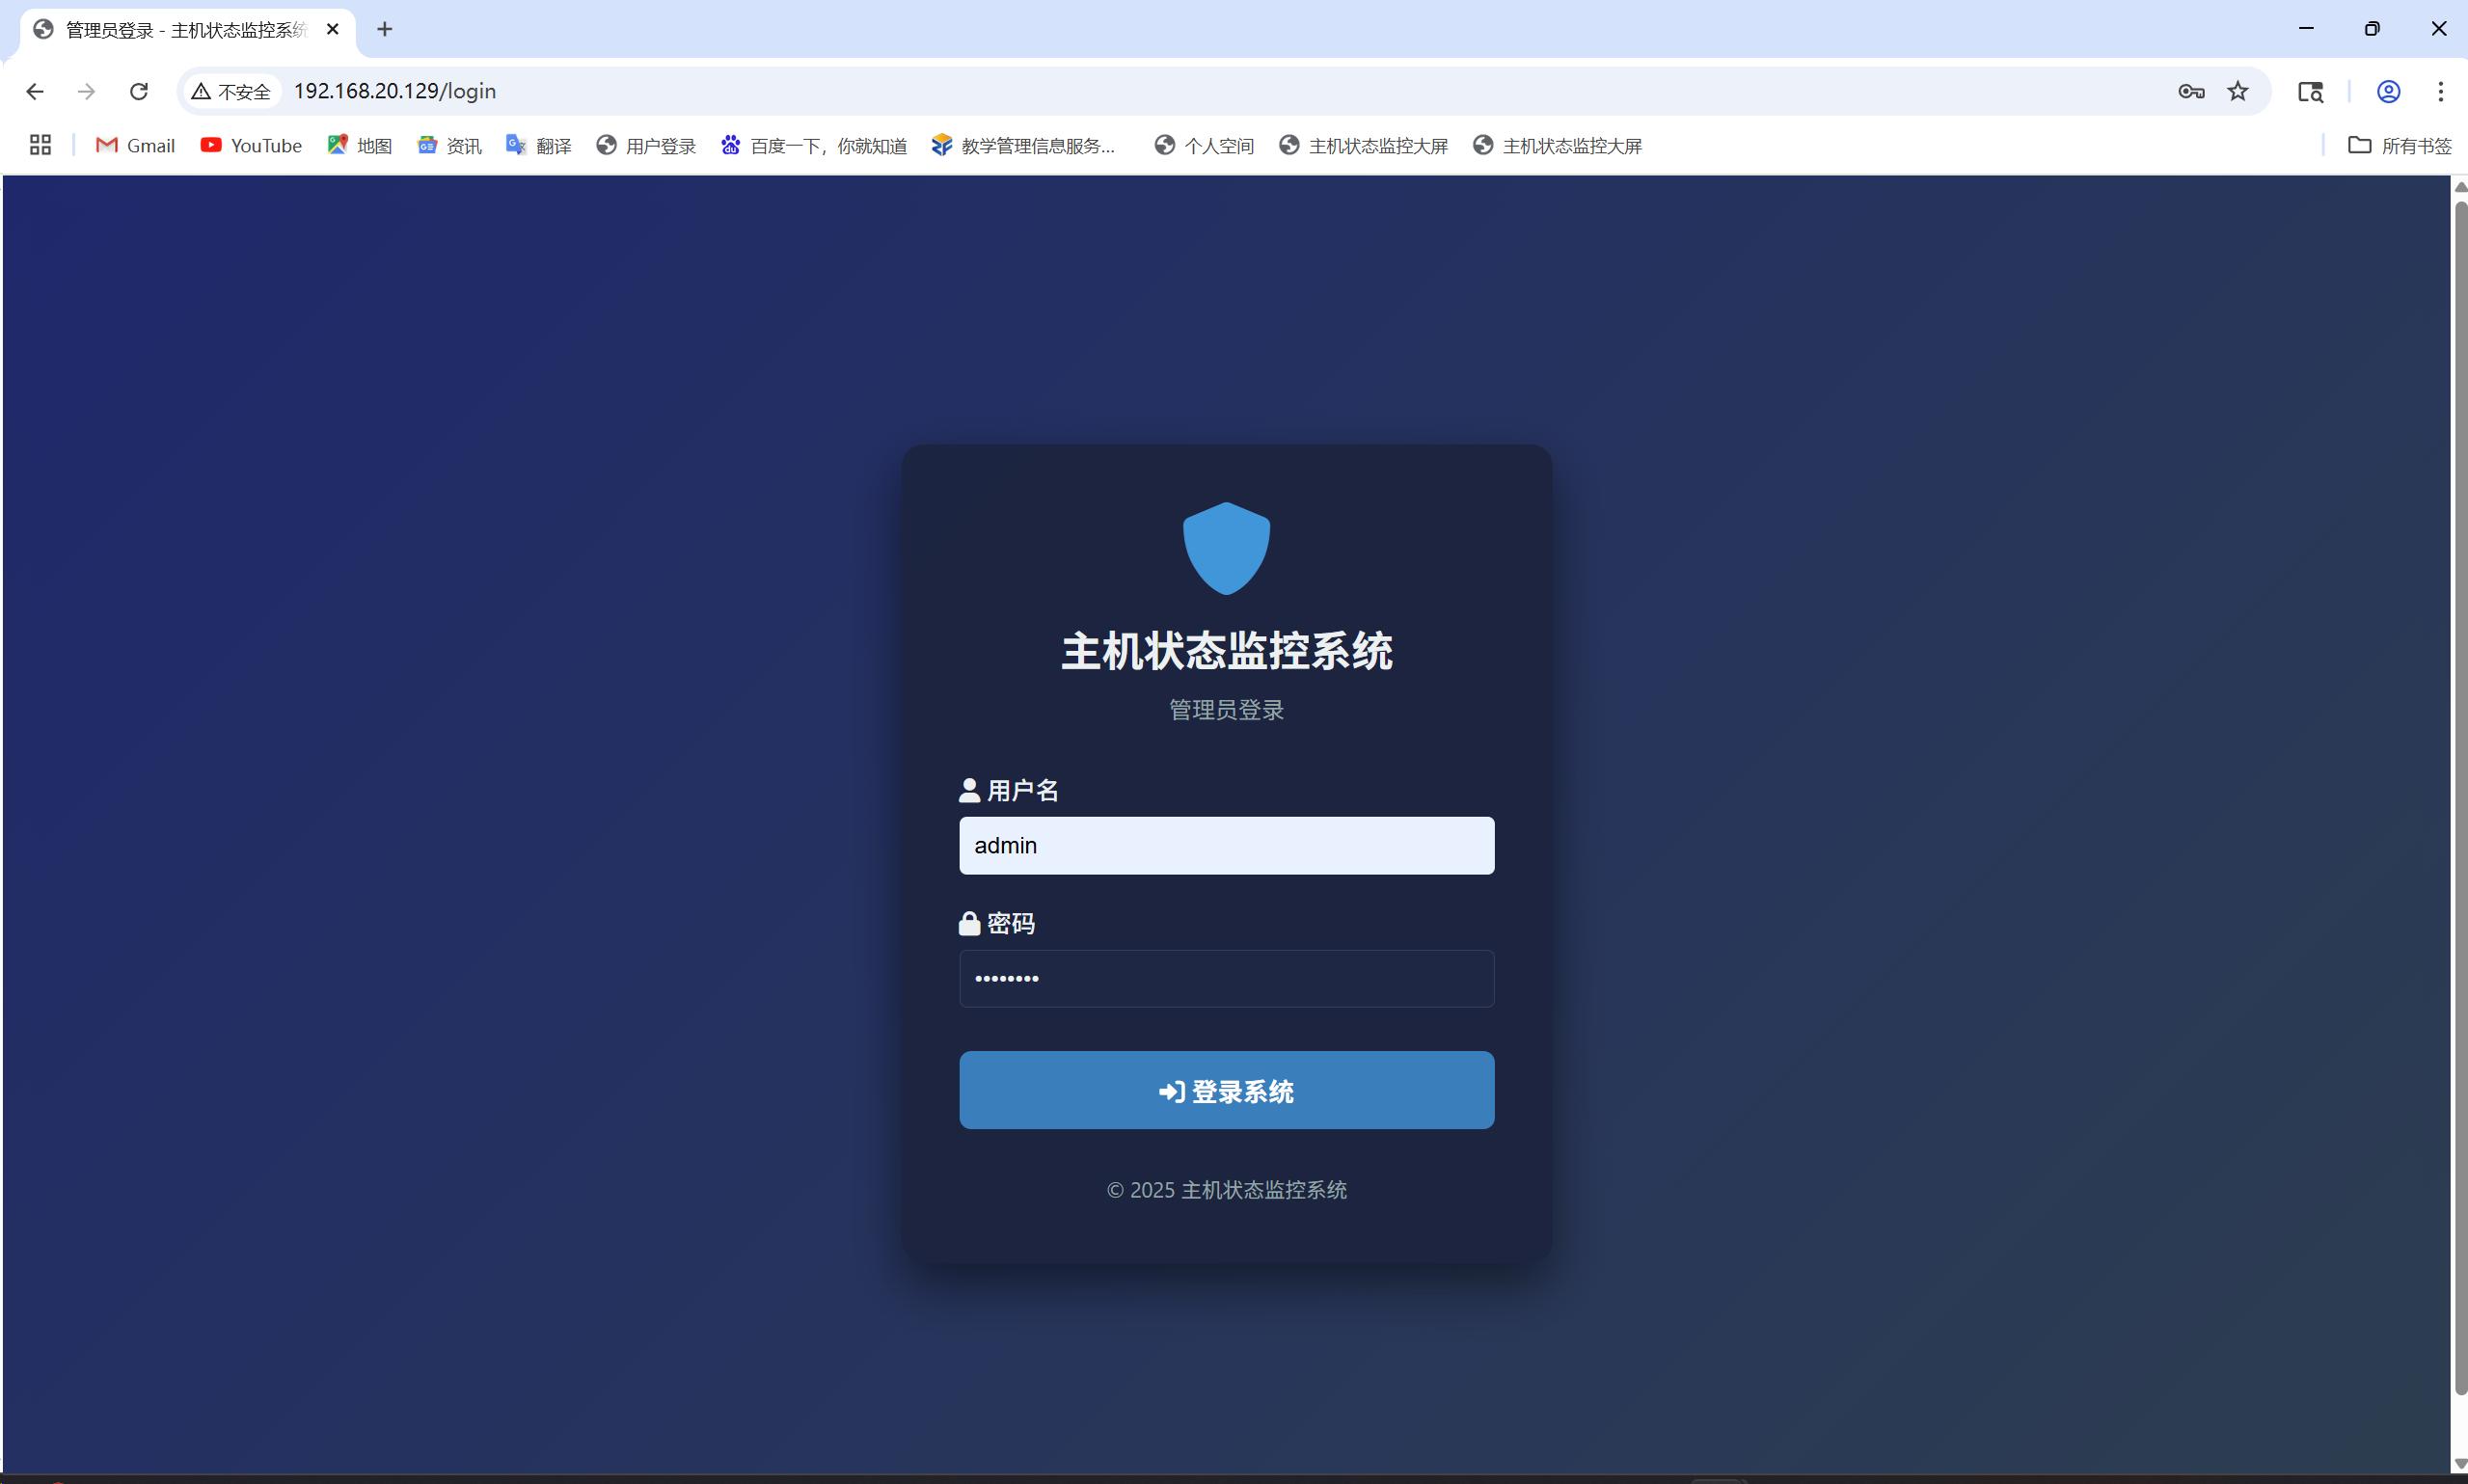 管理员登录 - 主机状态监控系统
不安全 192.168.20.129/login
Gmail YouTube 地图 资讯 翻译 用户登录 百度一下，你就知道 教学管理信息服务... 个人空间 主机状态监控大屏 主机状态监控大屏 所有书签
主机状态监控系统
管理员登录
用户名
admin
密码
••••••••
登录系统
© 2025 主机状态监控系统